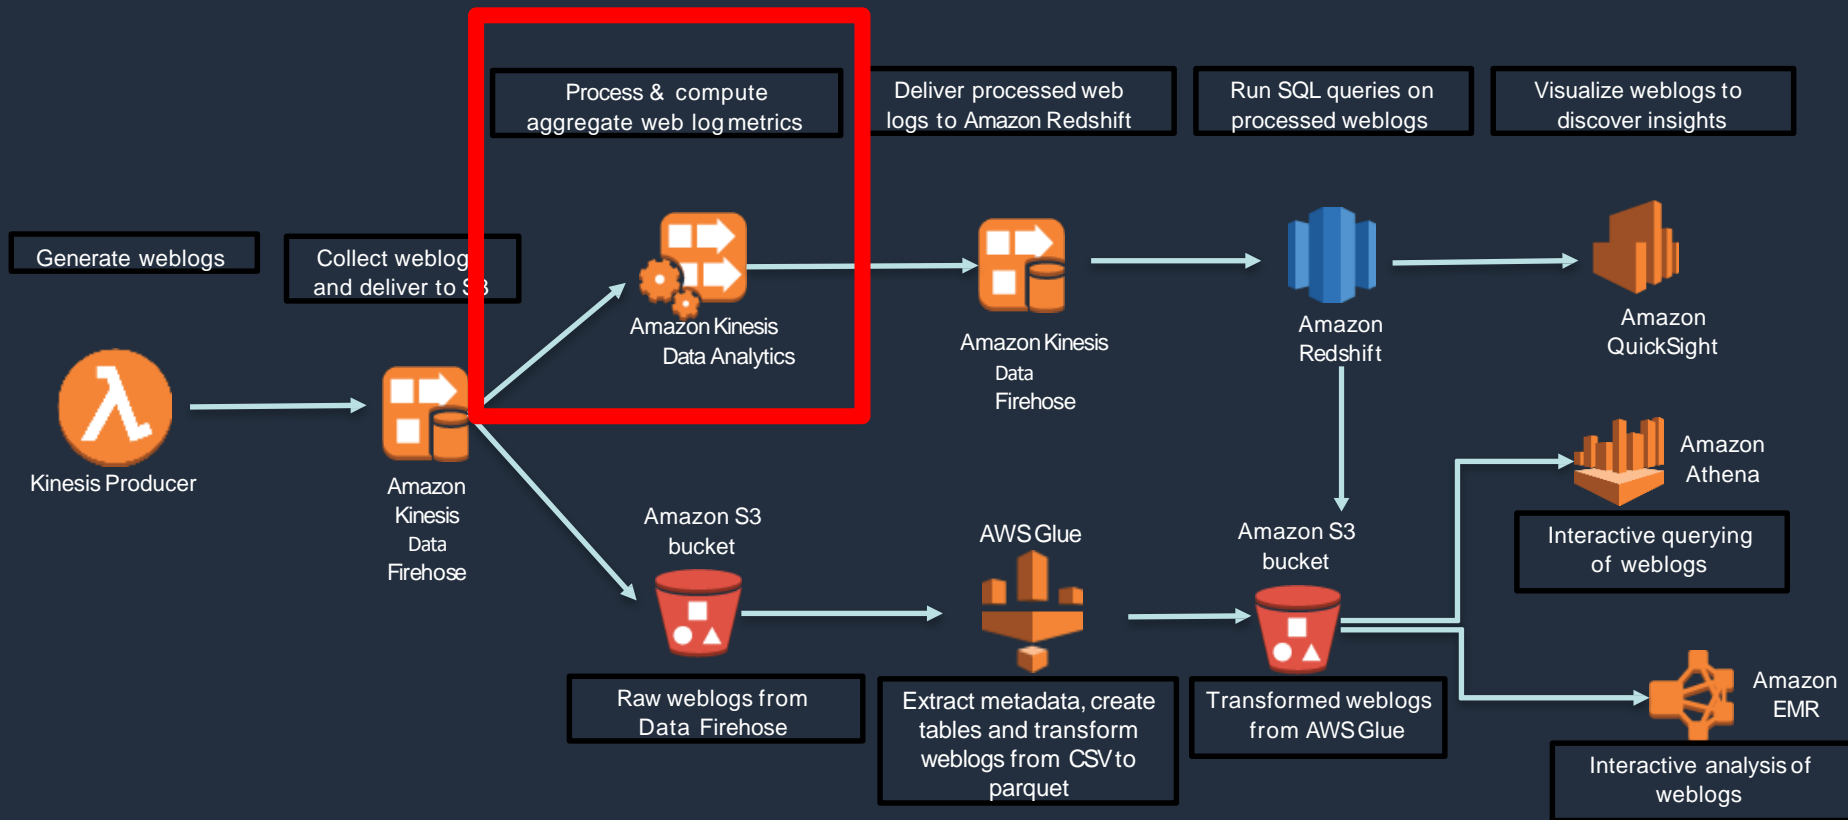 Process & compute
aggregate web log metrics
Deliver processed web
logs to Amazon Redshift
Run SQL queries on
processed weblogs
Visualize weblogs to
discover insights
Generate weblogs
Collect weblog
and deliver to S3
Amazon Kinesis
Data Analytics
Amazon Kinesis
Data
Firehose
Amazon
Redshift
Amazon
QuickSight
Kinesis Producer
Amazon
Kinesis
Data
Firehose
Amazon S3
bucket
AWS Glue
Amazon S3
bucket
Amazon
Athena
Interactive querying
of weblogs
Raw weblogs from
Data Firehose
Extract metadata, create
tables and transform
weblogs from CSV to
parquet
Transformed weblogs
from AWS Glue
Amazon
EMR
Interactive analysis of
weblogs